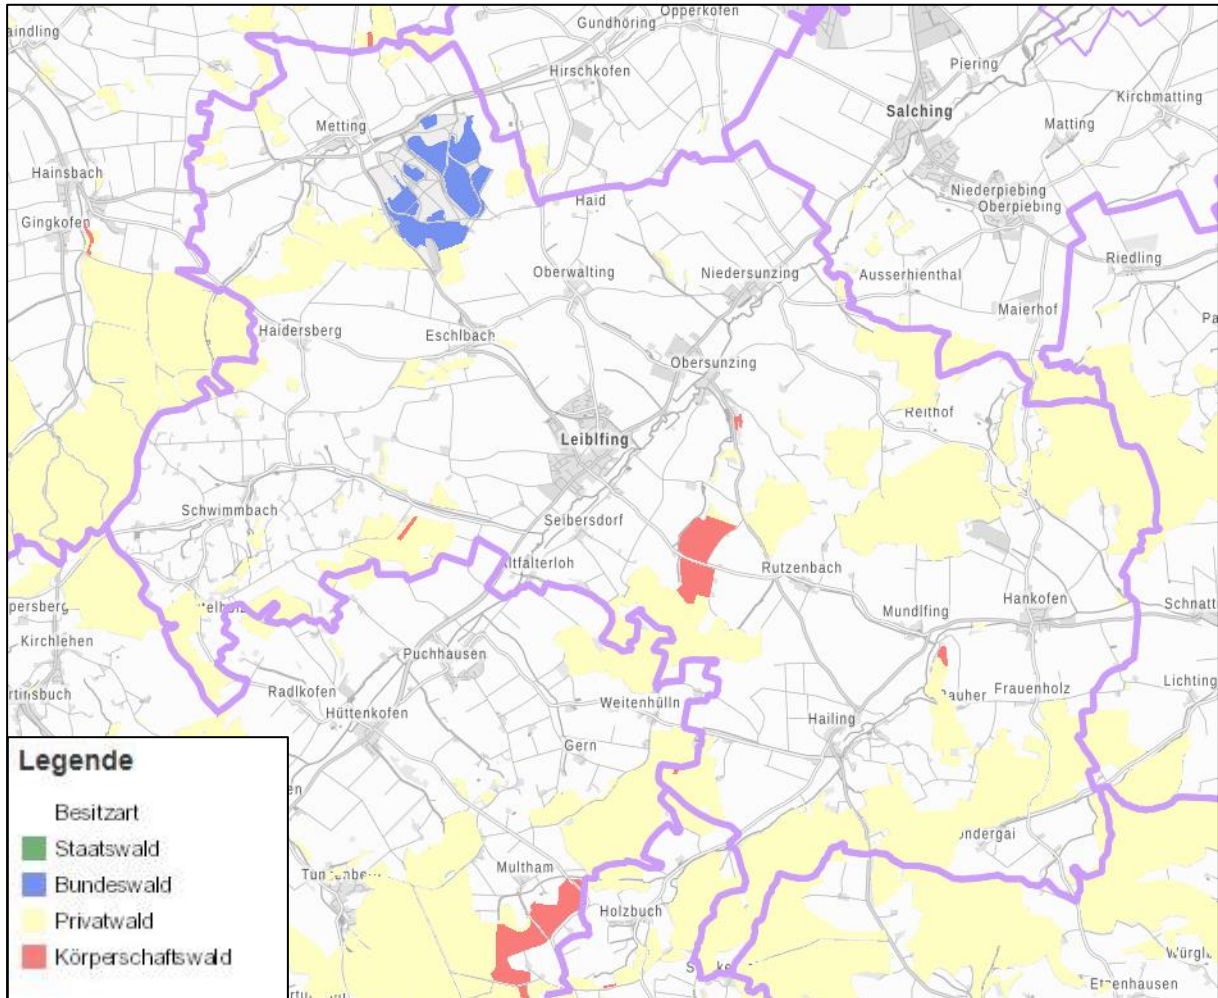 Opperkofen
Gundhöring
Hirschkofen
Piering
Kirchmatting
Salching
Matting
Metting
Hainsbach
Niederpiebing
Oberpiebing
Haid
Gingkofen
Riedling
Oberwalting
Niedersunzing
Ausserhienthal
Maierhof
Haidersberg
Eschlbach
Obersunzing
Reithof
Leiblfing
Schwimmbach
Seibersdorf
Rutzenbach
Mundlfing
Hankofen
Kirchlehen
Puchhausen
Radlkofen
Weitenhülln
Frauenholz
Lichting
Hüttenkofen
Hailing
Gern
Multham
Holzbuch
Legende
Besitzart
Staatswald
Bundeswald
Privatwald
Körperschaftswald